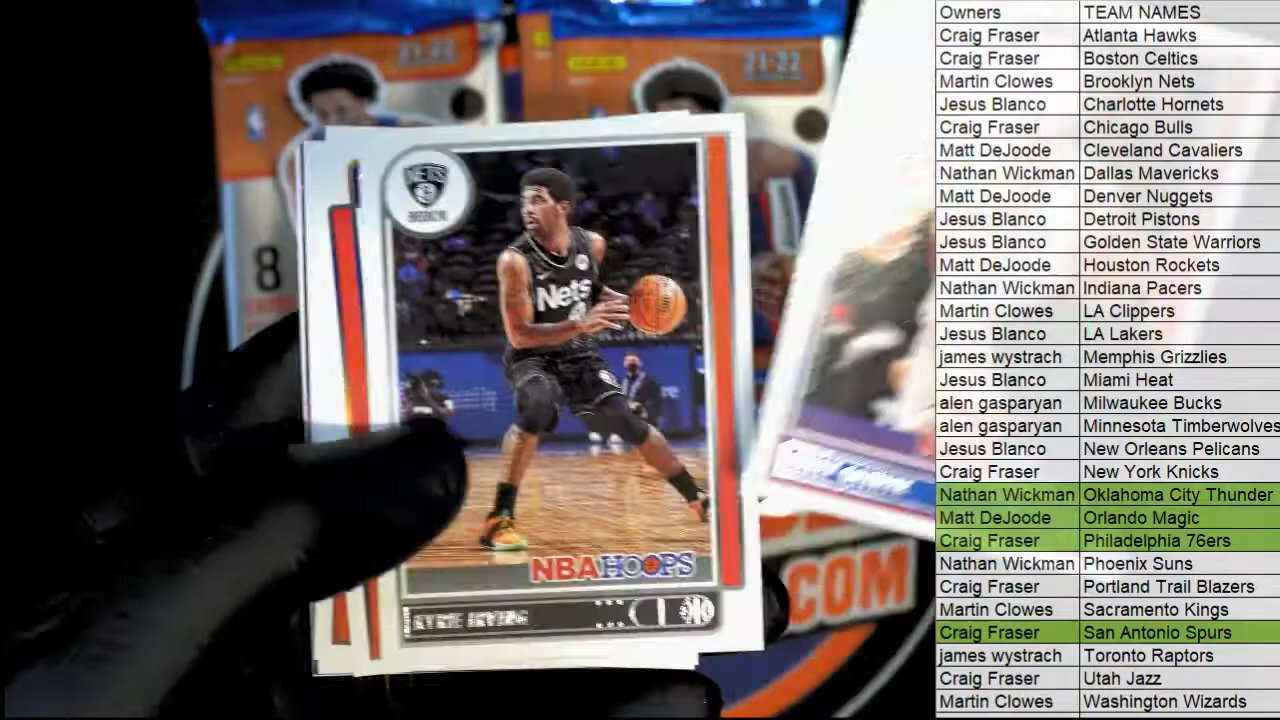 21-22
8
NETS
Nets
NBA HOOPS
KYRIE IRVING
.COM
Owners TEAM NAMES
Craig Fraser Atlanta Hawks
Craig Fraser Boston Celtics
Martin Clowes Brooklyn Nets
Jesus Blanco Charlotte Hornets
Craig Fraser Chicago Bulls
Matt DeJoode Cleveland Cavaliers
Nathan Wickman Dallas Mavericks
Matt DeJoode Denver Nuggets
Jesus Blanco Detroit Pistons
Jesus Blanco Golden State Warriors
Matt DeJoode Houston Rockets
Nathan Wickman Indiana Pacers
Martin Clowes LA Clippers
Jesus Blanco LA Lakers
james wystrach Memphis Grizzlies
Jesus Blanco Miami Heat
alen gasparyan Milwaukee Bucks
alen gasparyan Minnesota Timberwolves
Jesus Blanco New Orleans Pelicans
Craig Fraser New York Knicks
Nathan Wickman Oklahoma City Thunder
Matt DeJoode Orlando Magic
Craig Fraser Philadelphia 76ers
Nathan Wickman Phoenix Suns
Craig Fraser Portland Trail Blazers
Martin Clowes Sacramento Kings
Craig Fraser San Antonio Spurs
james wystrach Toronto Raptors
Craig Fraser Utah Jazz
Martin Clowes Washington Wizards